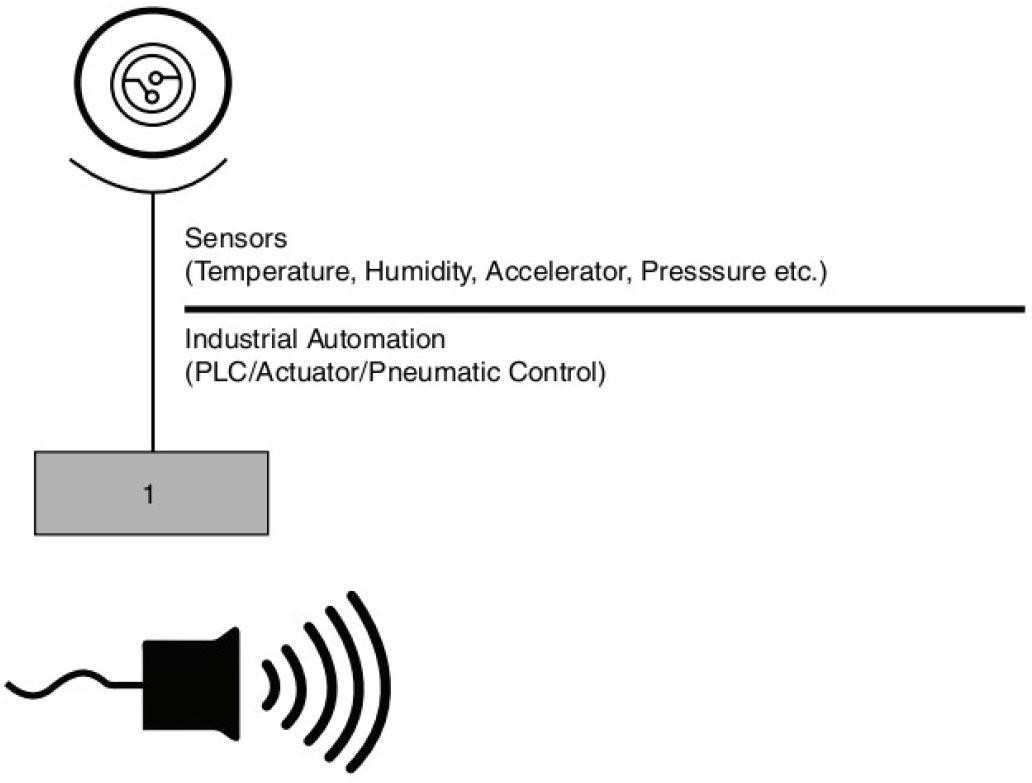 Sensors
(Temperature, Humidity, Accelerator, Presssure etc.)
Industrial Automation
(PLC/Actuator/Pneumatic Control)
1